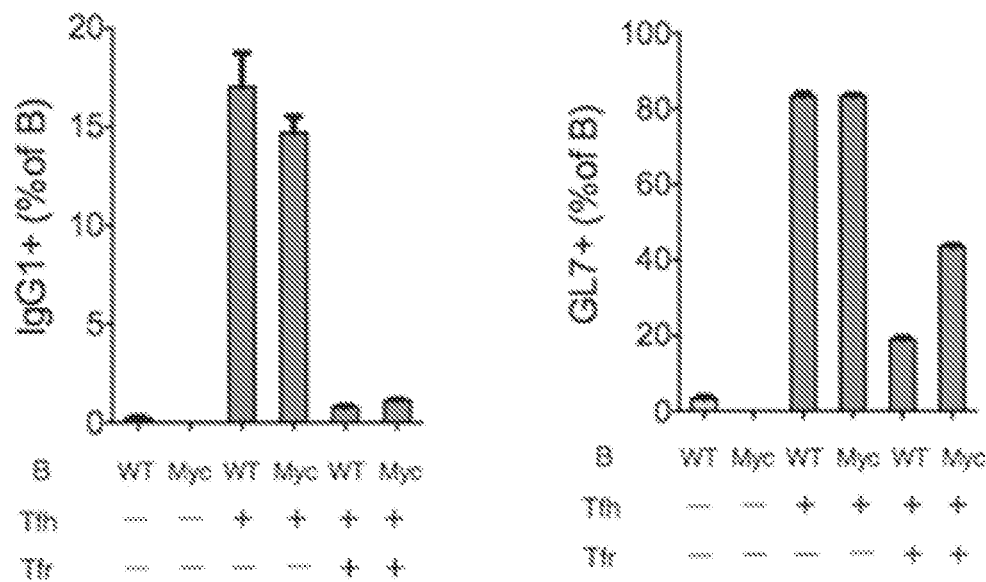 IgG1+ (%of B)
20
15
10
5
0
B WT Myc WT Myc WT Myc
Tfh — — + + + +
Tfr — — — — + +
GL7+ (%of B)
100
80
60
40
20
0
B WT Myc WT Myc WT Myc
Tfh — — + + + +
Tfr — — — — + +